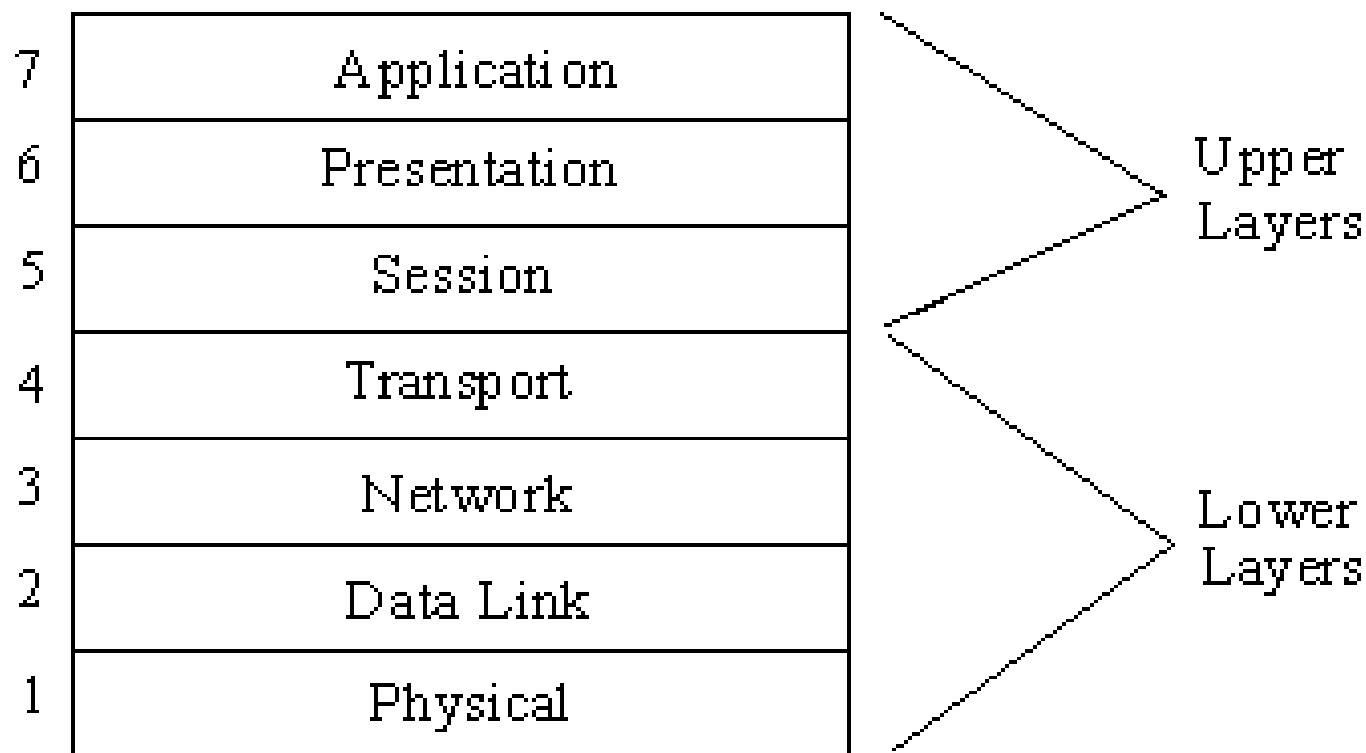 7 Application
6 Presentation
Upper
Layers
5 Session
4 Transport
3 Network
Lower
Layers
2 Data Link
1 Physical